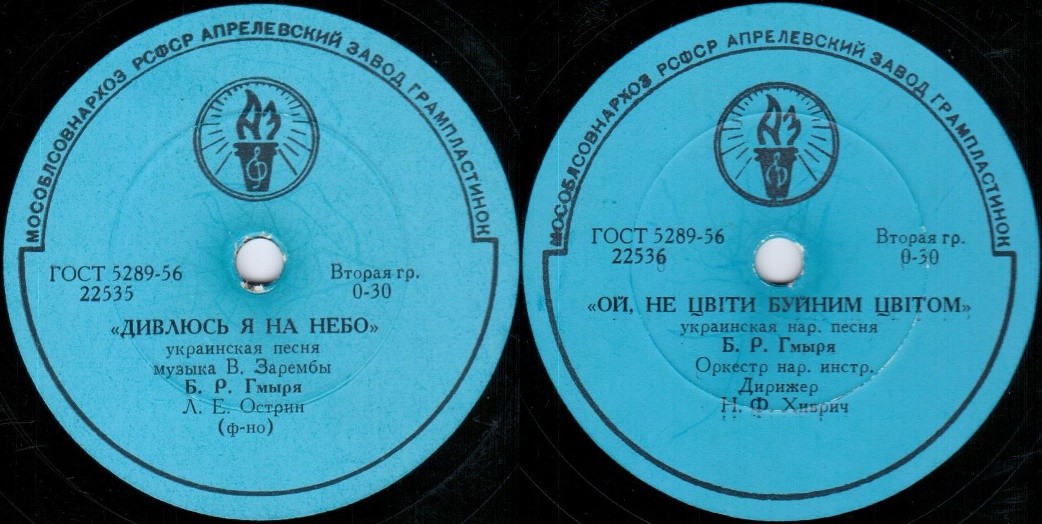 МОСОБЛСОВНАРХОЗ РСФСР АПРЕЛЕВСКИЙ ЗАВОД ГРАМПЛАСТИНОК
АЗ
ГОСТ 5289-56
22535
Вторая гр.
0-30
«ДИВЛЮСЬ Я НА НЕБО»
украинская песня
музыка В. Зарембы
Б. Р. Гмыря
Л. Е. Острин
(ф-но)
МОСОБЛСОВНАРХОЗ РСФСР АПРЕЛЕВСКИЙ ЗАВОД ГРАМПЛАСТИНОК
АЗ
ГОСТ 5289-56
22536
Вторая гр.
0-30
«ОЙ, НЕ ЦВІТИ БУЙНИМ ЦВІТОМ»
украинская нар. песня
Б. Р. Гмыря
Оркестр нар. инстр.
Дирижер
Н. Ф. Хиврич